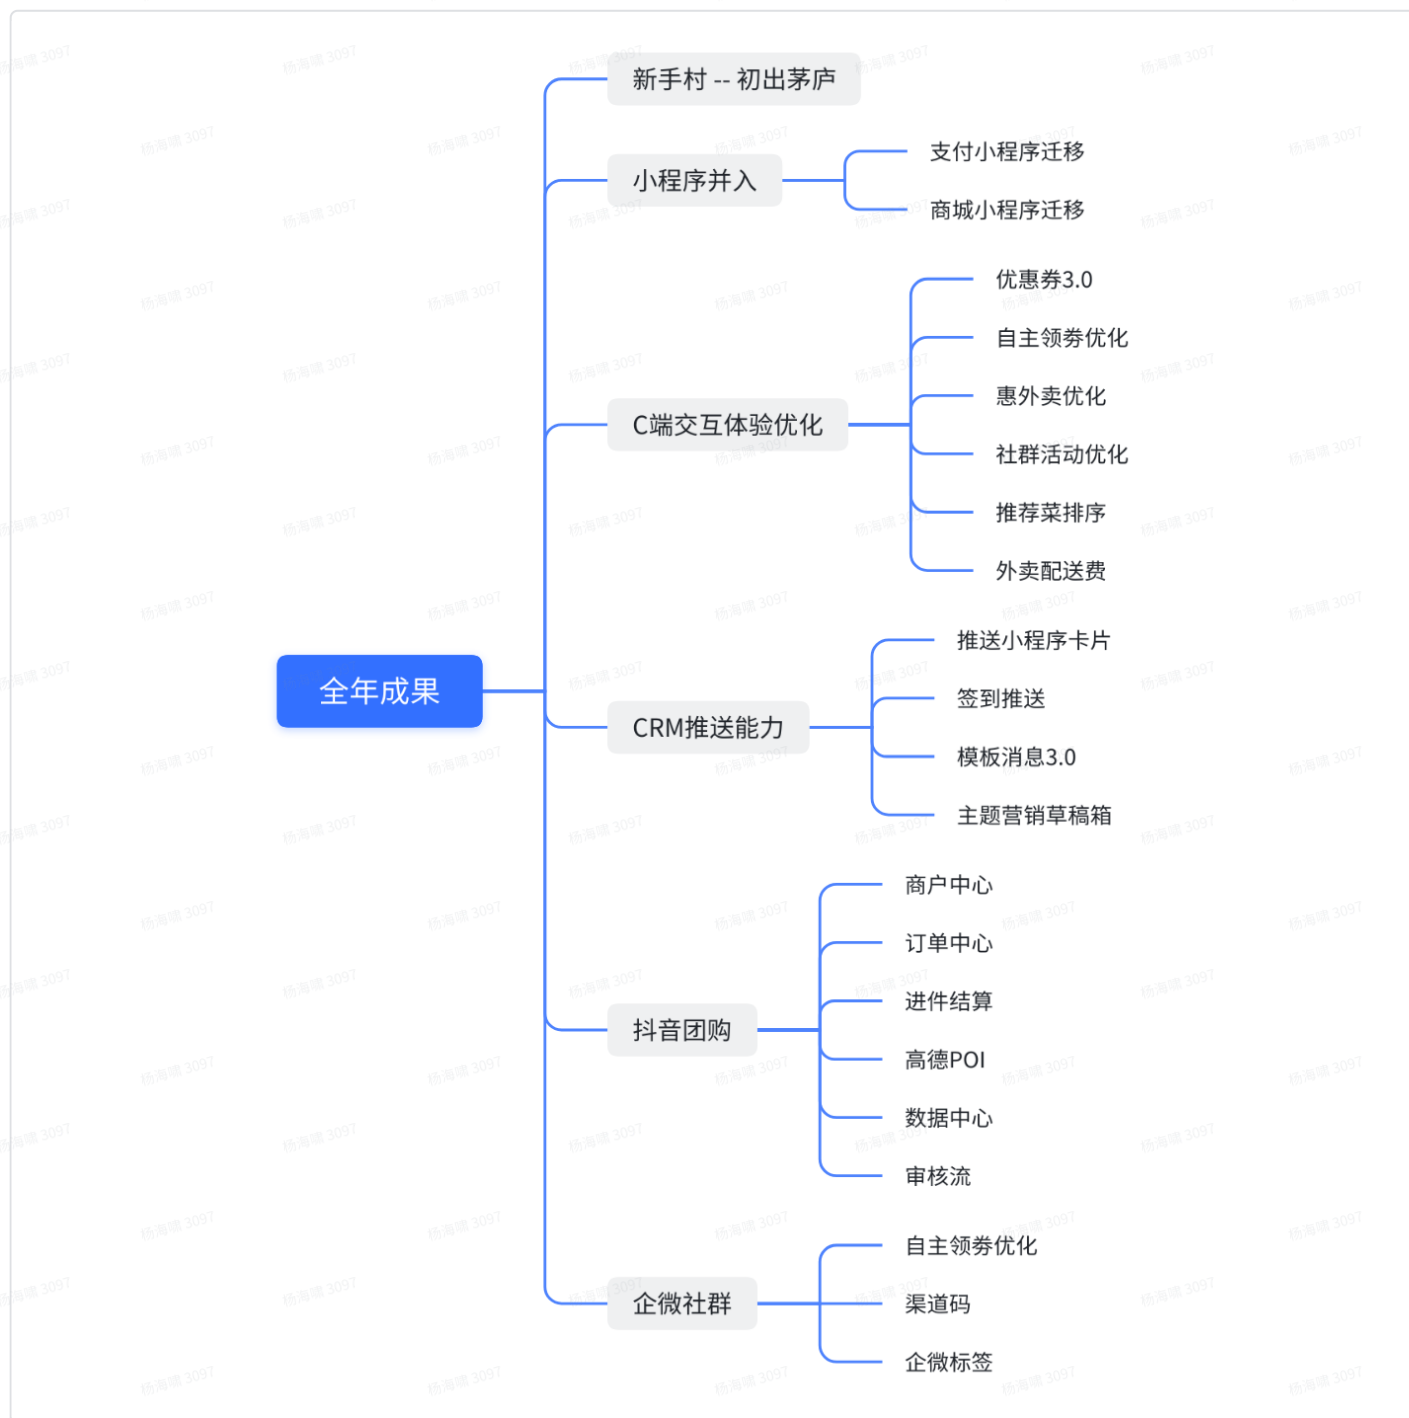 全年成果
新手村 -- 初出茅庐
小程序并入
支付小程序迁移
商城小程序迁移
C端交互体验优化
优惠券3.0
自主领劵优化
惠外卖优化
社群活动优化
推荐菜排序
外卖配送费
CRM推送能力
推送小程序卡片
签到推送
模板消息3.0
主题营销草稿箱
抖音团购
商户中心
订单中心
进件结算
高德POI
数据中心
审核流
企微社群
自主领劵优化
渠道码
企微标签
杨海嘯 3097